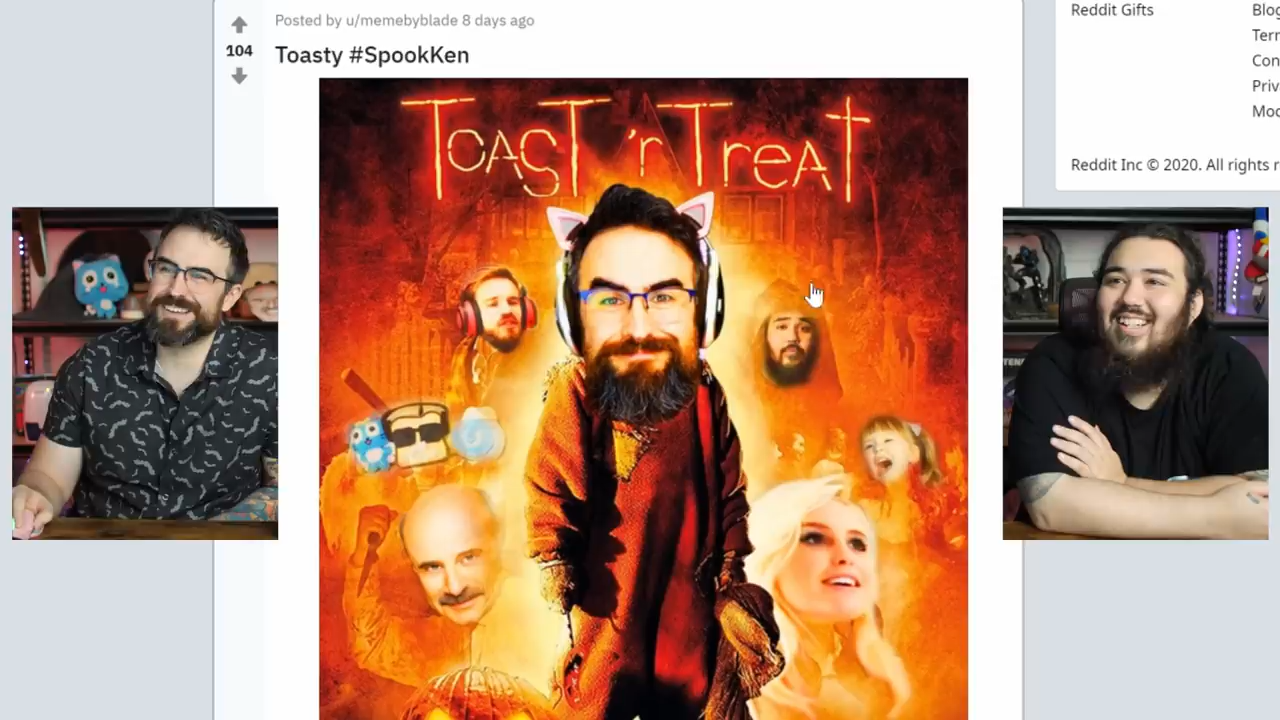 Posted by u/memebyblade 8 days ago
104
Toasty #SpookKen
ToasT 'r TreaT
Reddit Gifts
Reddit Inc © 2020. All rights